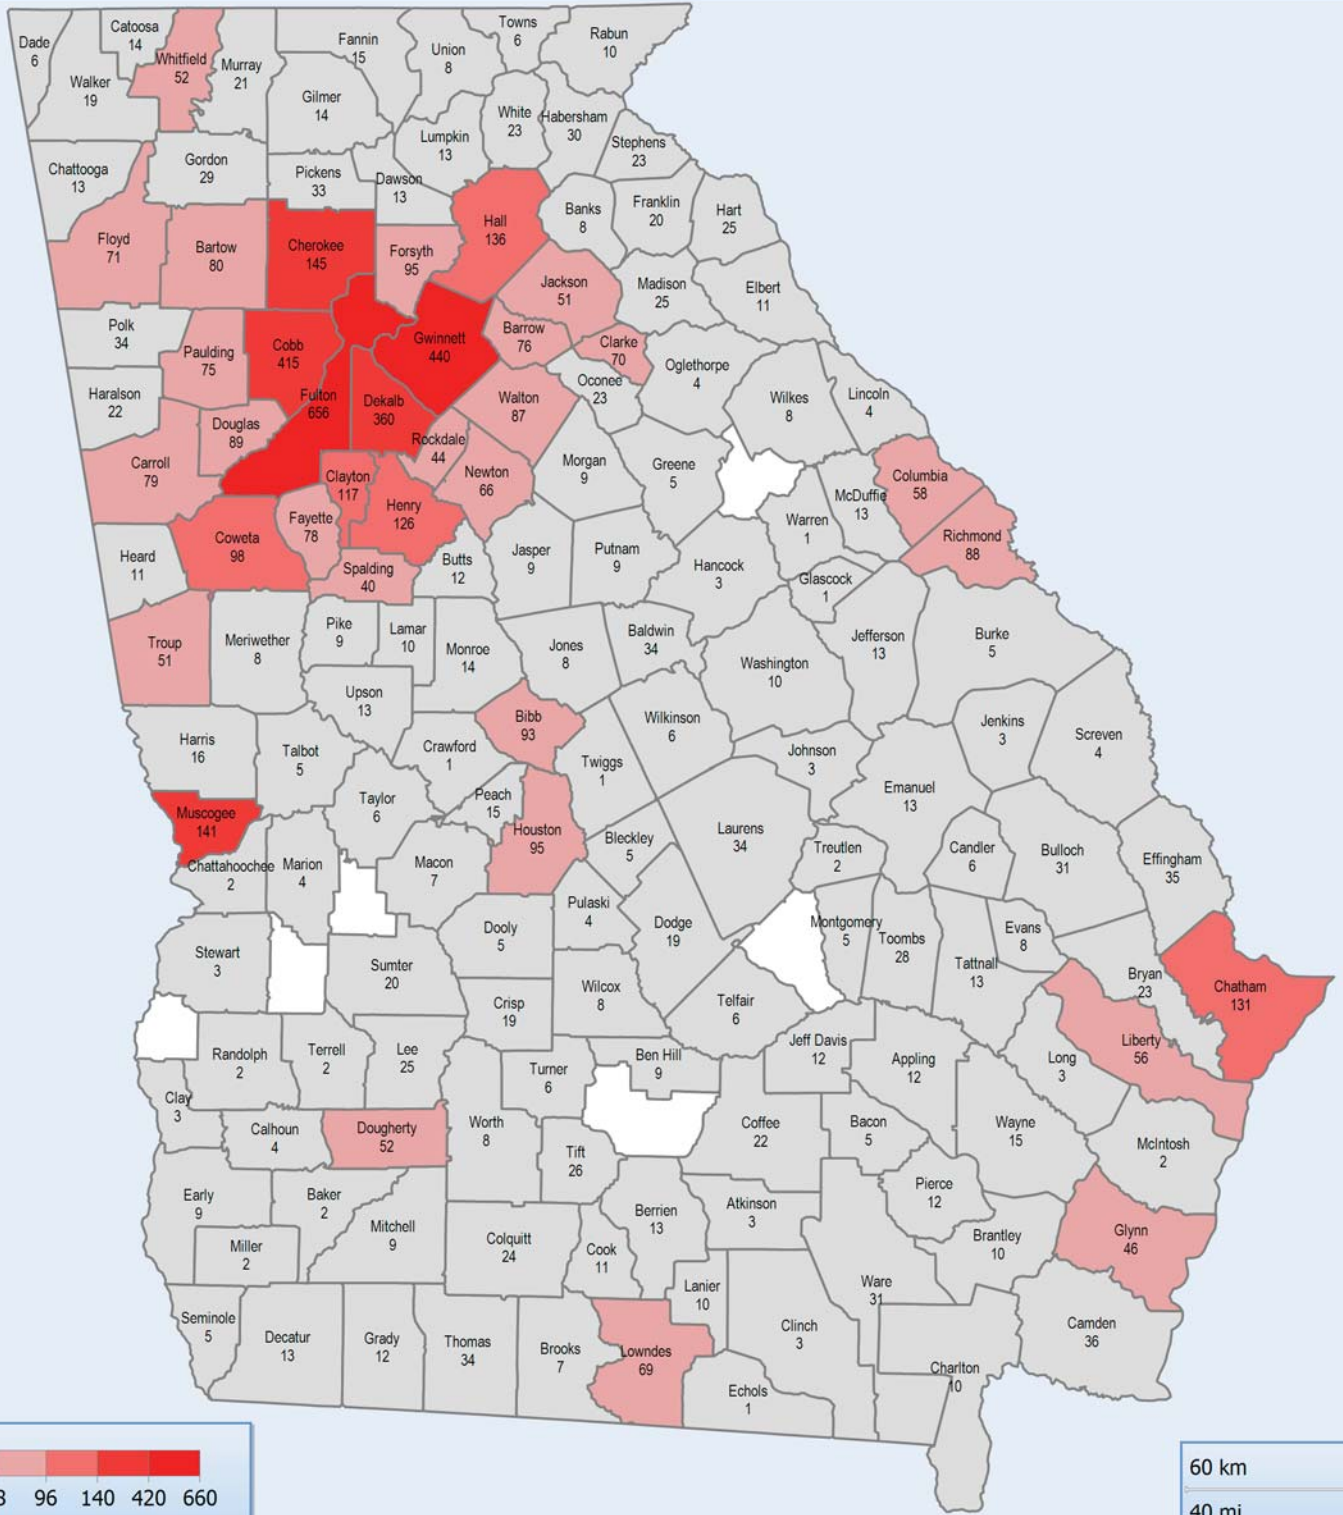 Dade
6
Catoosa
14
Whitfield
52
Walker
19
Murray
21
Fannin
15
Gilmer
14
Union
8
Towns
6
Rabun
10
White
23
Habersham
30
Lumpkin
13
Stephens
23
Chattooga
13
Gordon
29
Pickens
33
Dawson
13
Hall
136
Banks
8
Franklin
20
Hart
25
Floyd
71
Bartow
80
Cherokee
145
Forsyth
95
Jackson
51
Madison
25
Elbert
11
Polk
34
Paulding
75
Cobb
415
Gwinnett
440
Barrow
76
Clarke
70
Oglethorpe
4
Haralson
22
Fulton
656
Dekalb
360
Walton
87
Oconee
23
Wilkes
8
Lincoln
4
Douglas
89
Rockdale
44
Carroll
79
Clayton
117
Henry
126
Newton
66
Morgan
9
Greene
5
McDuffie
13
Columbia
58
Coweta
98
Fayette
78
Warren
1
Richmond
88
Heard
11
Spalding
40
Butts
12
Jasper
9
Putnam
9
Hancock
3
Glascock
1
Troup
51
Meriwether
8
Pike
9
Lamar
10
Monroe
14
Jones
8
Baldwin
34
Washington
10
Jefferson
13
Burke
5
Upson
13
Bibb
93
Wilkinson
6
Jenkins
3
Screven
4
Harris
16
Talbot
5
Crawford
1
Twiggs
1
Johnson
3
Emanuel
13
Muscogee
141
Taylor
6
Peach
15
Houston
95
Bleckley
5
Laurens
34
Treutlen
2
Candler
6
Bulloch
31
Effingham
35
Chattahoochee
2
Marion
4
Macon
7
Pulaski
4
Dodge
19
Montgomery
5
Toombs
28
Evans
8
Tattnall
13
Stewart
3
Sumter
20
Dooly
5
Wilcox
8
Telfair
6
Bryan
23
Chatham
131
Crisp
19
Randolph
2
Terrell
2
Lee
25
Turner
6
Ben Hill
9
Jeff Davis
12
Appling
12
Long
3
Liberty
56
Clay
3
Calhoun
4
Dougherty
52
Worth
8
Tift
26
Coffee
22
Bacon
5
Wayne
15
McIntosh
2
Early
9
Baker
2
Mitchell
9
Colquitt
24
Cook
11
Berrien
13
Atkinson
3
Pierce
12
Brantley
10
Glynn
46
Miller
2
Lanier
10
Ware
31
Seminole
5
Decatur
13
Grady
12
Thomas
34
Brooks
7
Lowndes
69
Clinch
3
Charlton
10
Camden
36
Echols
1
96 140 420 660
60 km
40 mi